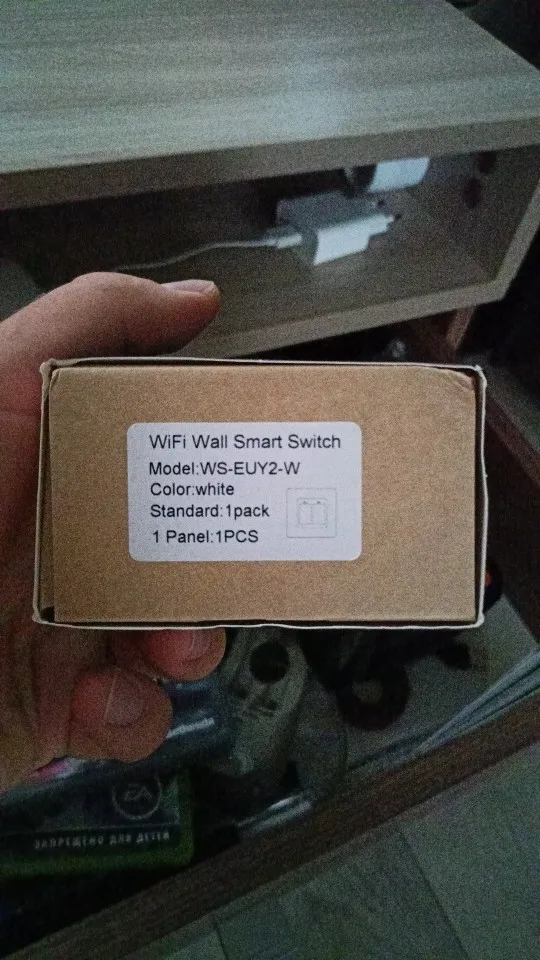 WiFi Wall Smart Switch
Model:WS-EUY2-W
Color:white
Standard:1pack
1 Panel:1PCS
EA
ЗАПРЕЩЕНО ДЛЯ ДЕТЕЙ